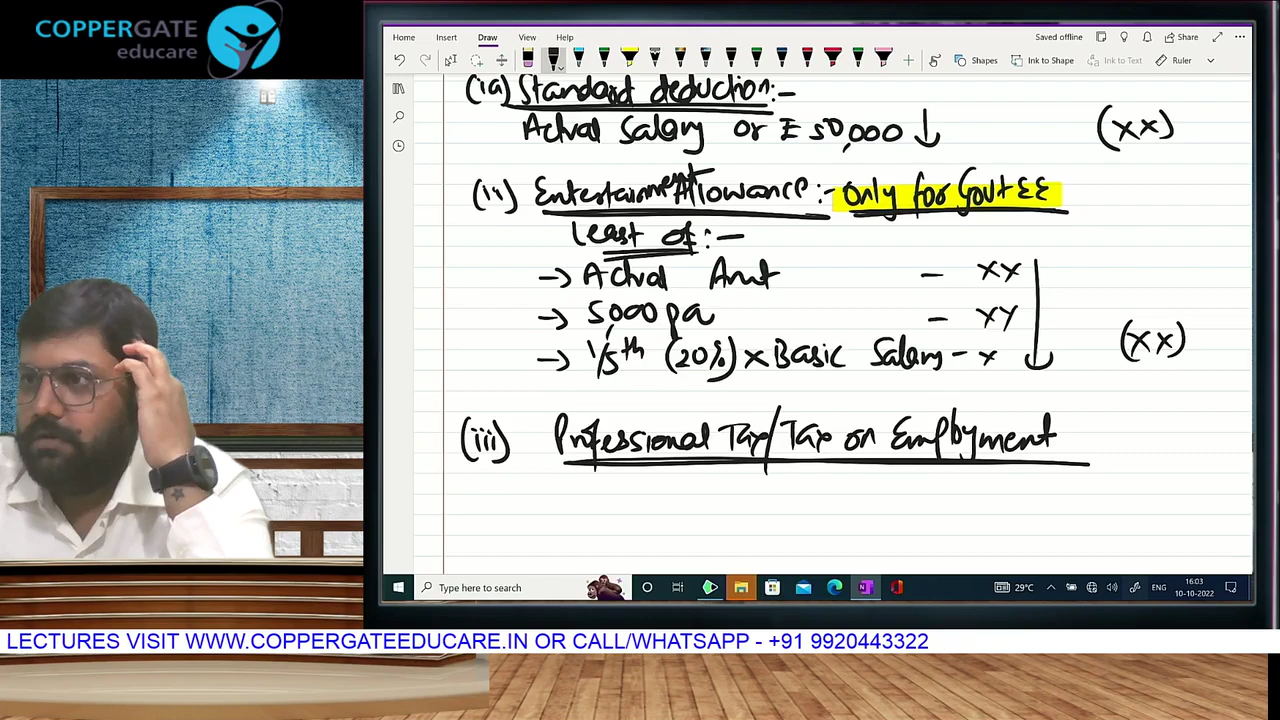 COPPERGATE
educare
Home Insert Draw View Help
Saved offline
Share
Shapes
Ink to Shape
Ink to Text
Ruler
(ia) Standard deduction:-
Actual Salary or ₹ 50,000 ↓ (xx)
(ii) Entertainment Allowance :- Only for Govt EE
Least of :-
→ Actual Amt - xx
→ 5,000 pa - xy
→ 1/5th (20%) x Basic Salary - x (xx)
(iii) Professional Tax/Tax on Employment
Type here to search
29°C
ENG
16:03
10-10-2022
LECTURES VISIT WWW.COPPERGATEEDUCARE.IN OR CALL/WHATSAPP - +91 9920443322